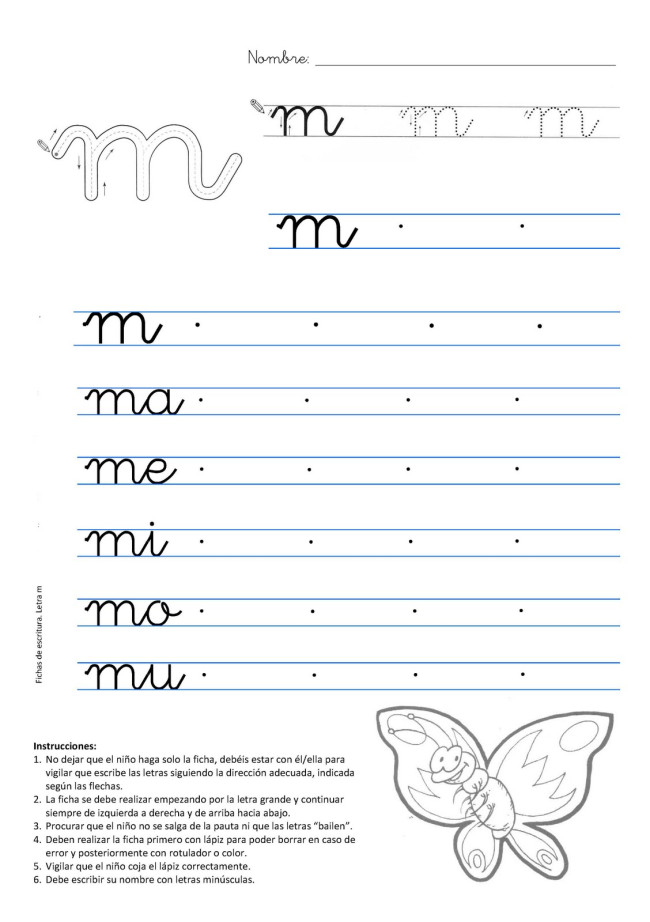 Nombre:
m m m
m
m
ma
me
mi
mo
mu
Fichas de escritura. Letra m
Instrucciones:
1. No dejar que el niño haga solo la ficha, debéis estar con él/ella para
vigilar que escribe las letras siguiendo la dirección adecuada, indicada
según las flechas.
2. La ficha se debe realizar empezando por la letra grande y continuar
siempre de izquierda a derecha y de arriba hacia abajo.
3. Procurar que el niño no se salga de la pauta ni que las letras “bailen”.
4. Deben realizar la ficha primero con lápiz para poder borrar en caso de
error y posteriormente con rotulador o color.
5. Vigilar que el niño coja el lápiz correctamente.
6. Debe escribir su nombre con letras minúsculas.